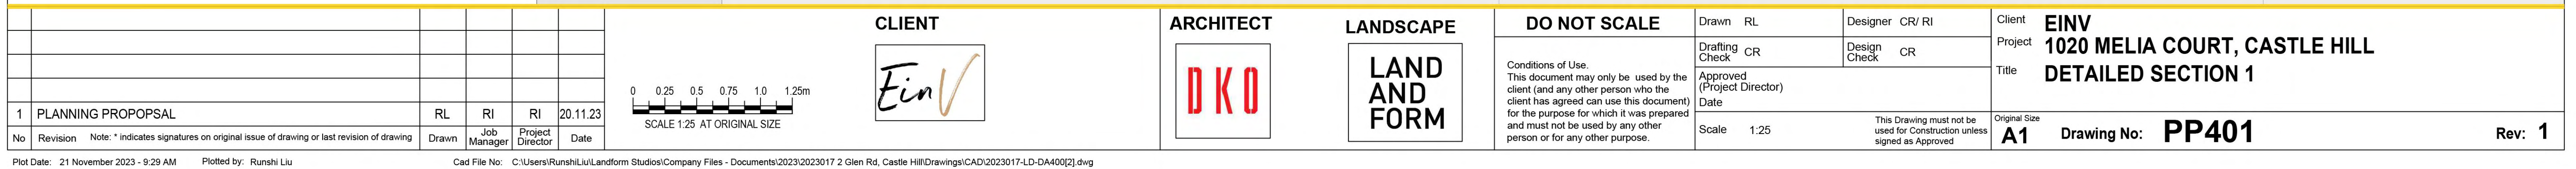 1 PLANNING PROPOPSAL RL RI RI 20.11.23
No Revision Note: * indicates signatures on original issue of drawing or last revision of drawing Drawn Job Manager Project Director Date
0 0.25 0.5 0.75 1.0 1.25m
SCALE 1:25 AT ORIGINAL SIZE
CLIENT
Ein V
ARCHITECT
DKO
LANDSCAPE
LAND
AND
FORM
DO NOT SCALE
Conditions of Use.
This document may only be used by the
client (and any other person who the
client has agreed can use this document)
for the purpose for which it was prepared
and must not be used by any other
person or for any other purpose.
Drawn RL
Designer CR/ RI
Drafting Check CR
Design Check CR
Approved
(Project Director)
Date
Scale 1:25
This Drawing must not be
used for Construction unless
signed as Approved
Client EINV
Project 1020 MELIA COURT, CASTLE HILL
Title DETAILED SECTION 1
Original Size
A1 Drawing No: PP401 Rev: 1
Plot Date: 21 November 2023 - 9:29 AM Plotted by: Runshi Liu Cad File No: C:\Users\RunshiLiu\Landform Studios\Company Files - Documents\2023\2023017 2 Glen Rd, Castle Hill\Drawings\CAD\2023017-LD-DA400[2].dwg